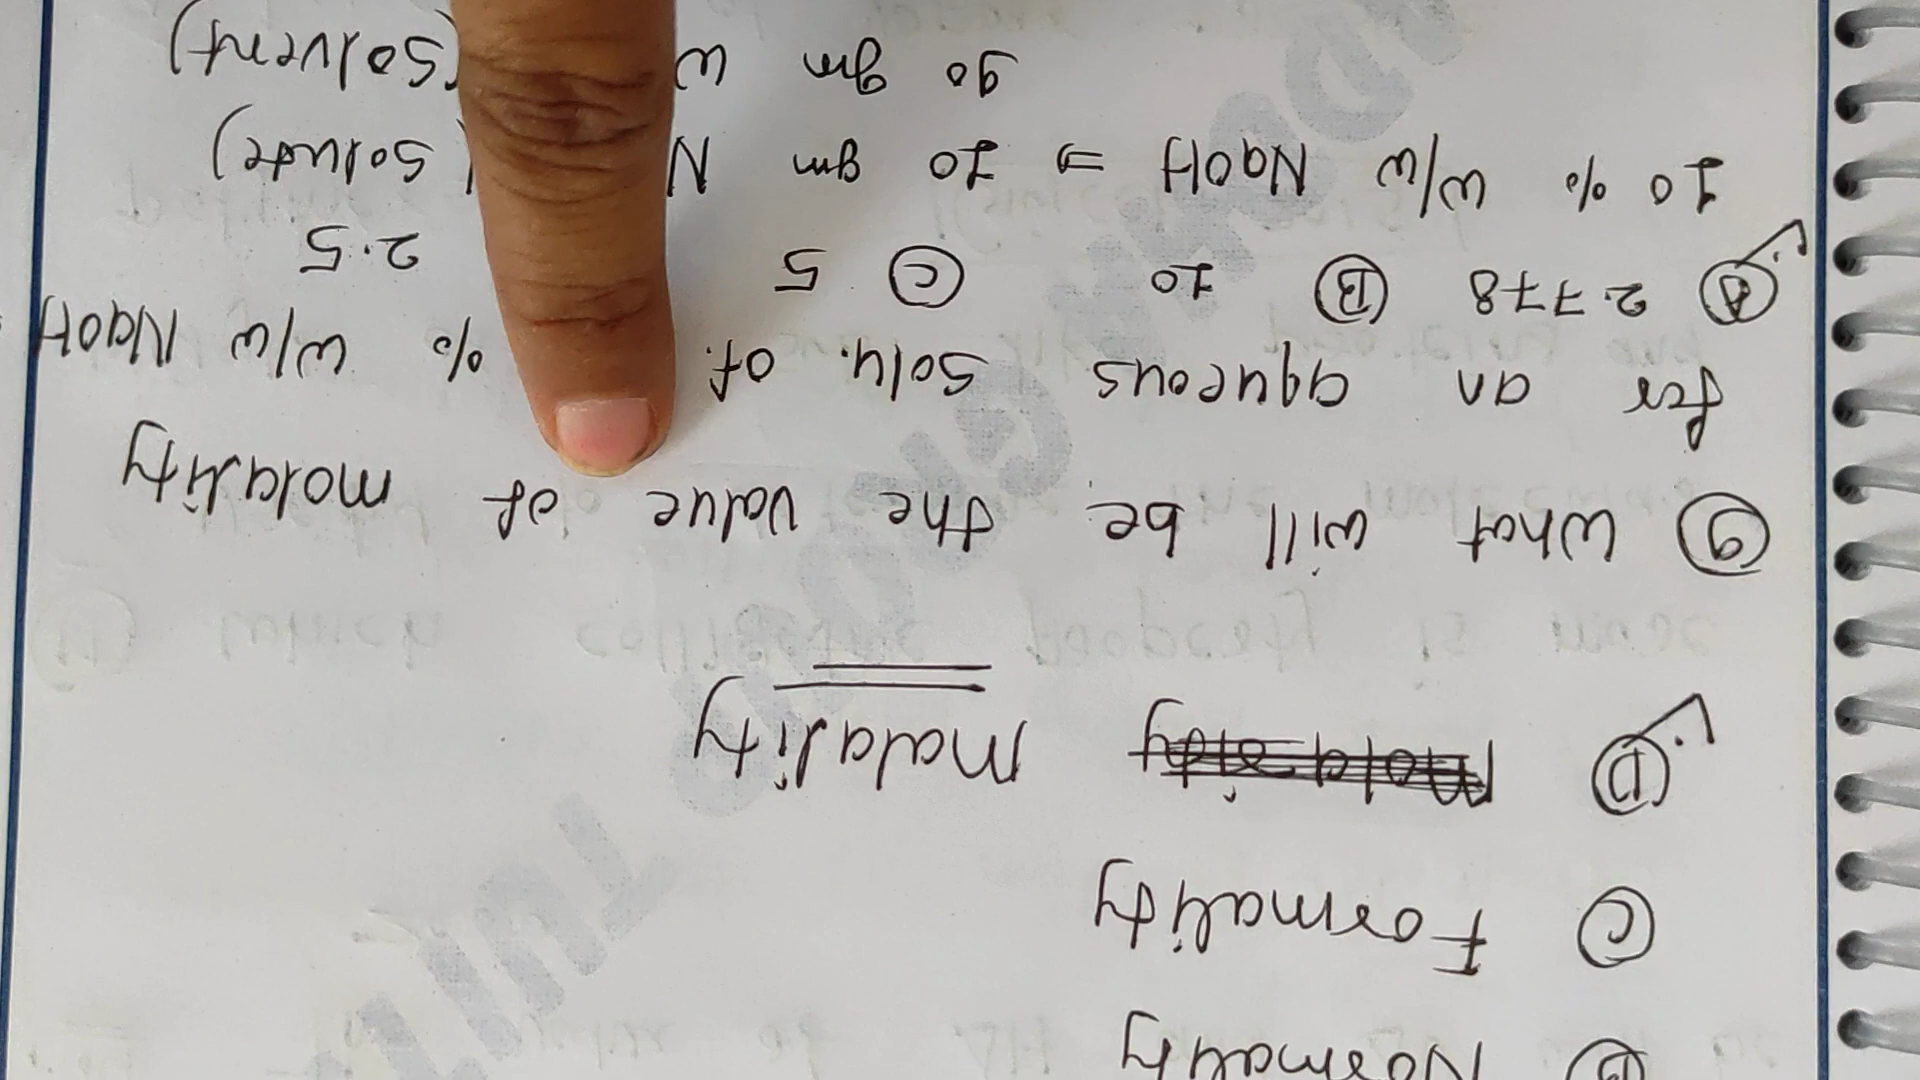 (B) Normality
(C) Formality
(D) Molality
(9) What will be the value of molality
for an aqueous solu. of % w/w NaOH
(A) 2.778 (B) 10 (C) 5 2.5
10 % w/w NaOH ⇒ 10 gm N Solute)
90 gm w (Solvent)